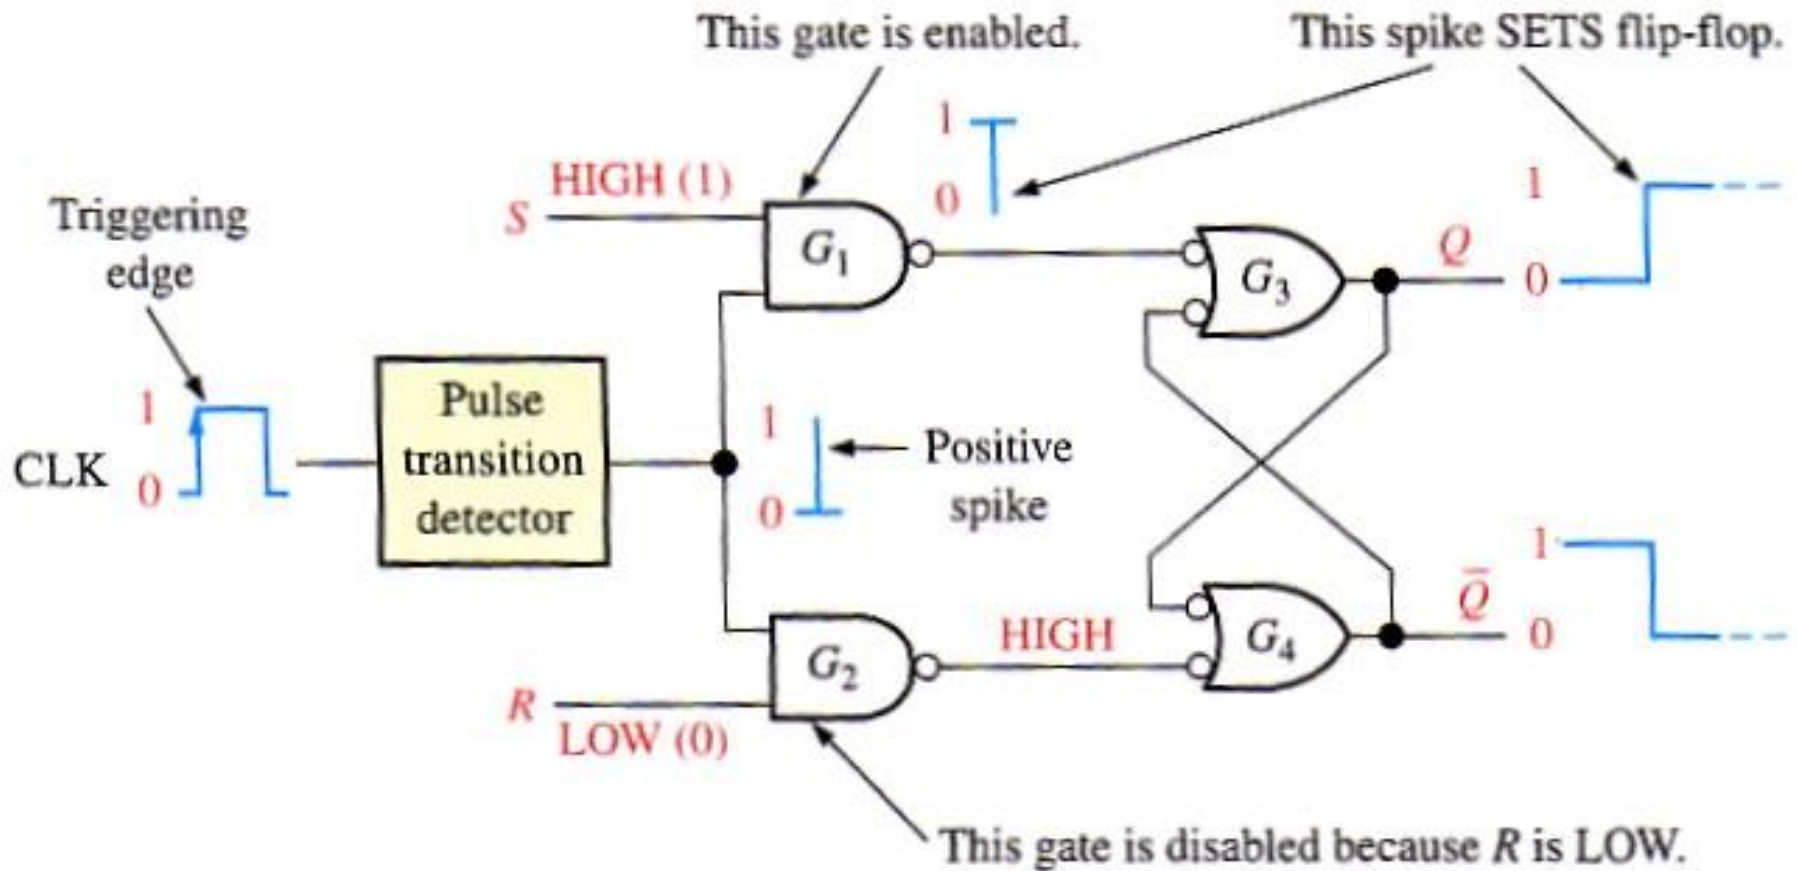 This gate is enabled.
This spike SETS flip-flop.
1
0
HIGH (1)
S
Triggering
edge
G₁
G₃
Q
1
0
1
CLK 0
Pulse
transition
detector
1
0
Positive
spike
HIGH
G₂
R
LOW (0)
G₄
Q̅
1
0
This gate is disabled because R is LOW.